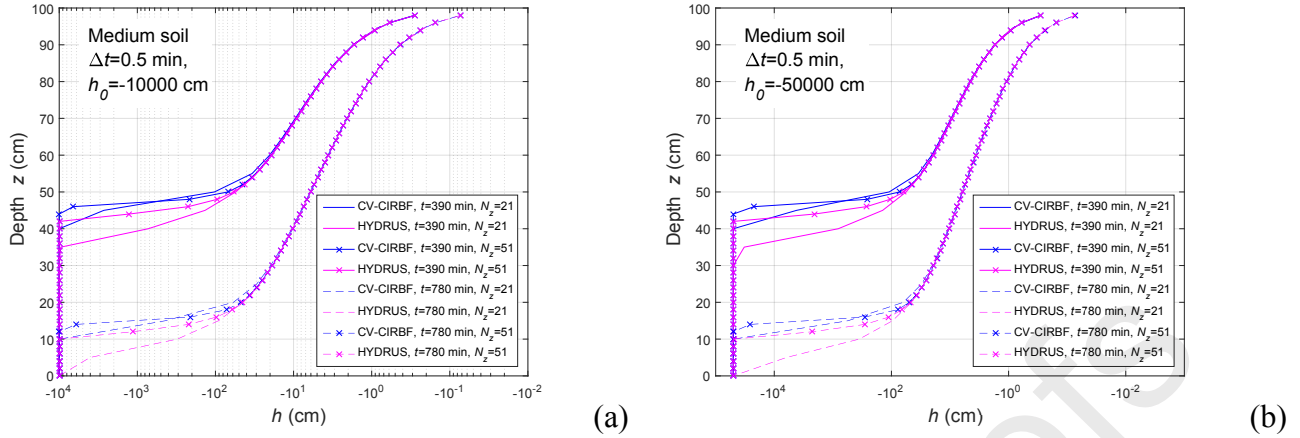 Medium soil
Δt=0.5 min,
h0=-10000 cm
Depth z (cm)
100
90
80
70
60
50
40
30
20
10
0
CV-CIRBF, t=390 min, Nz=21
HYDRUS, t=390 min, Nz=21
CV-CIRBF, t=390 min, Nz=51
HYDRUS, t=390 min, Nz=51
CV-CIRBF, t=780 min, Nz=21
HYDRUS, t=780 min, Nz=21
CV-CIRBF, t=780 min, Nz=51
HYDRUS, t=780 min, Nz=51
-10^4 -10^3 -10^2 -10^1 -10^0 -10^-1 -10^-2
h (cm)
(a)
Medium soil
Δt=0.5 min,
h0=-50000 cm
Depth z (cm)
100
90
80
70
60
50
40
30
20
10
0
CV-CIRBF, t=390 min, Nz=21
HYDRUS, t=390 min, Nz=21
CV-CIRBF, t=390 min, Nz=51
HYDRUS, t=390 min, Nz=51
CV-CIRBF, t=780 min, Nz=21
HYDRUS, t=780 min, Nz=21
CV-CIRBF, t=780 min, Nz=51
HYDRUS, t=780 min, Nz=51
-10^4 -10^2 -10^0 -10^-2
h (cm)
(b)